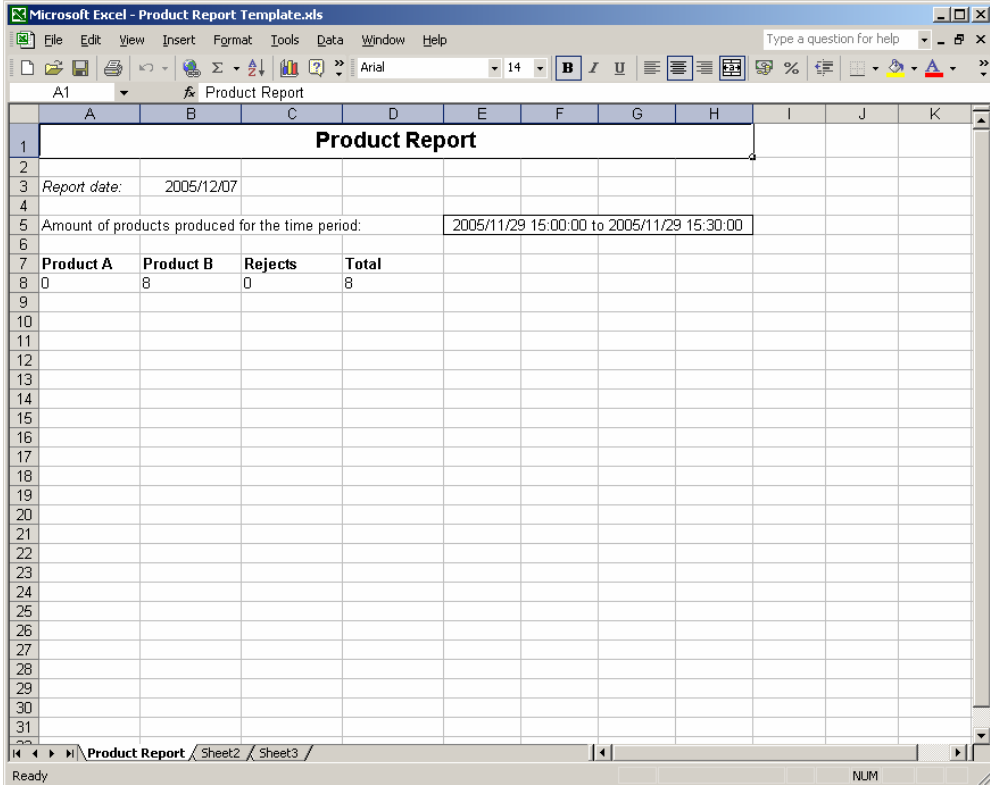 Microsoft Excel - Product Report Template.xls
File Edit View Insert Format Tools Data Window Help Type a question for help
Arial 14 B I U
A1 fx Product Report
A B C D E F G H I J K
1 Product Report
2
3 Report date: 2005/12/07
4
5 Amount of products produced for the time period: 2005/11/29 15:00:00 to 2005/11/29 15:30:00
6
7 Product A Product B Rejects Total
8 0 8 0 8
9
10
11
12
13
14
15
16
17
18
19
20
21
22
23
24
25
26
27
28
29
30
31
Product Report Sheet2 Sheet3
Ready NUM